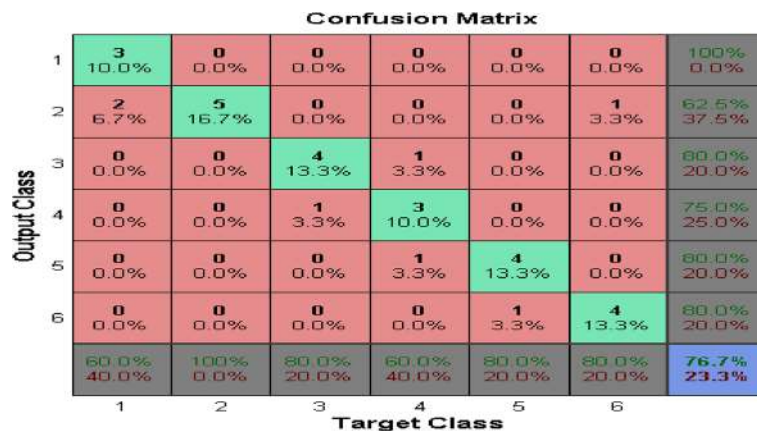 Confusion Matrix
1 3 0 0 0 0 0 100%
10.0% 0.0% 0.0% 0.0% 0.0% 0.0% 0.0%
2 2 5 0 0 0 1 62.5%
6.7% 16.7% 0.0% 0.0% 0.0% 3.3% 37.5%
3 0 0 4 1 0 0 80.0%
0.0% 0.0% 13.3% 3.3% 0.0% 0.0% 20.0%
4 0 0 1 3 0 0 75.0%
0.0% 0.0% 3.3% 10.0% 0.0% 0.0% 25.0%
5 0 0 0 1 4 0 80.0%
0.0% 0.0% 0.0% 3.3% 13.3% 0.0% 20.0%
6 0 0 0 0 1 4 80.0%
0.0% 0.0% 0.0% 0.0% 3.3% 13.3% 20.0%
60.0% 100% 80.0% 60.0% 80.0% 80.0% 76.7%
40.0% 0.0% 20.0% 40.0% 20.0% 20.0% 23.3%
1 2 3 4 5 6
Target Class
Output Class